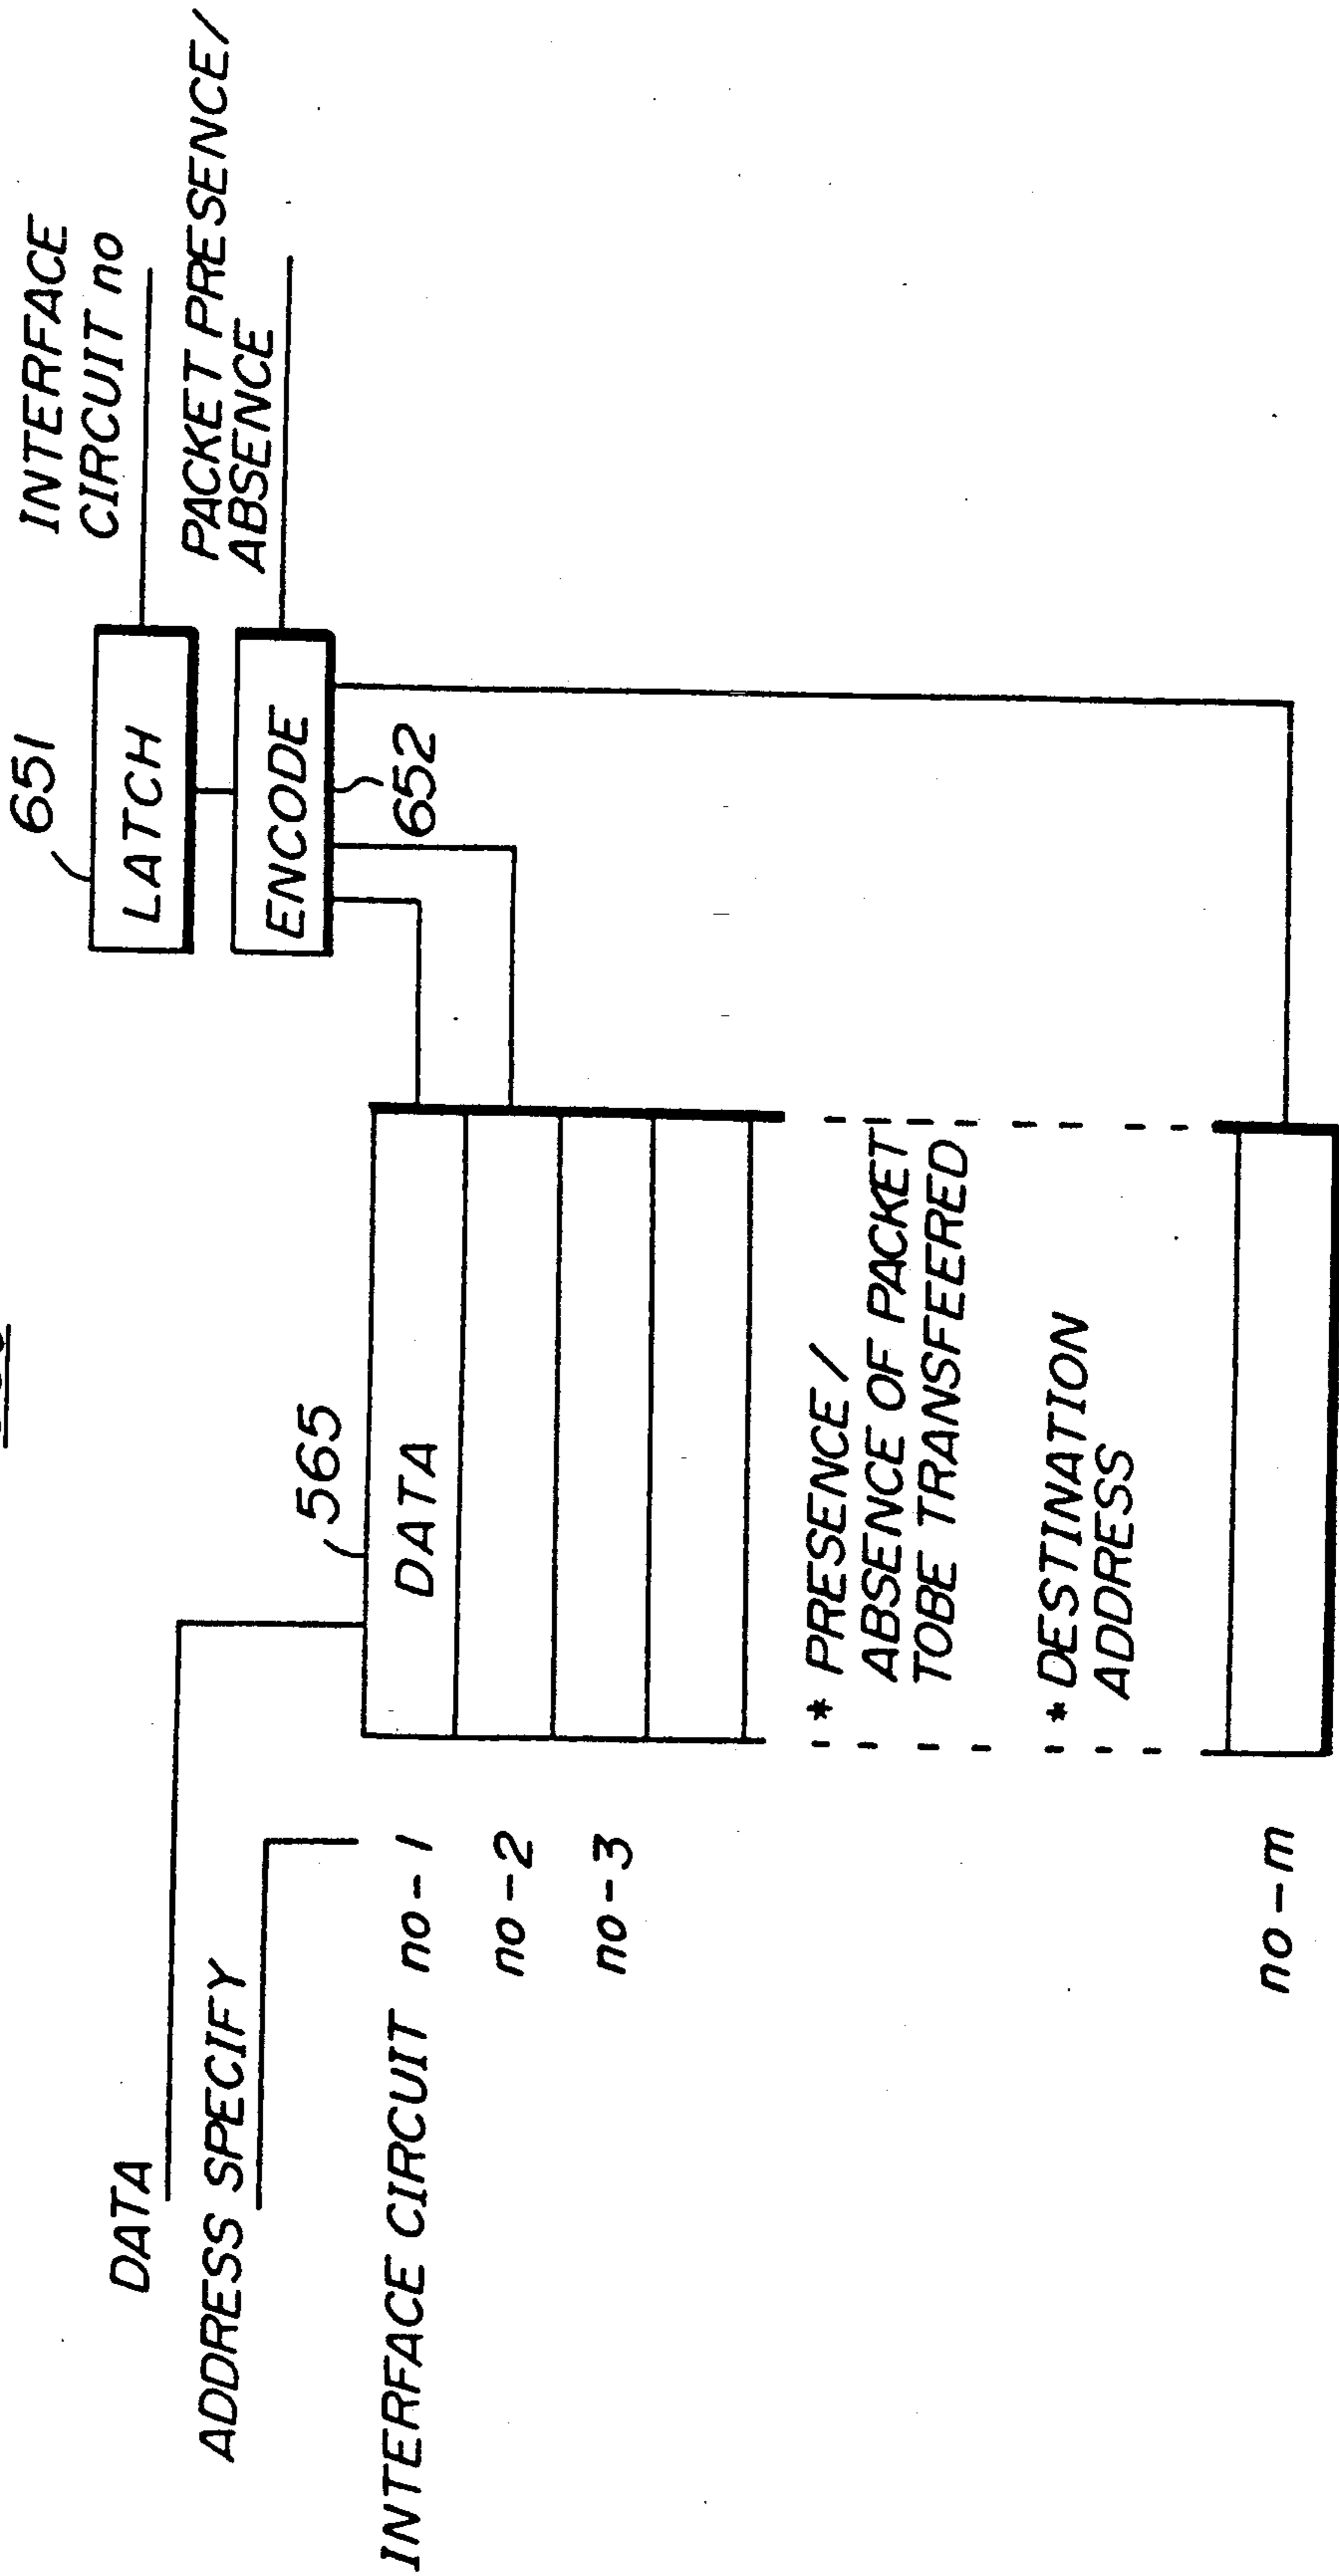 651
INTERFACE
CIRCUIT no
LATCH
PACKET PRESENCE/
ABSENCE
ENCODE
652
DATA
ADDRESS SPECIFY
565
INTERFACE CIRCUIT no-1
DATA
no-2
no-3
* PRESENCE/
ABSENCE OF PACKET
TOBE TRANSFEERED
* DESTINATION
ADDRESS
no-m